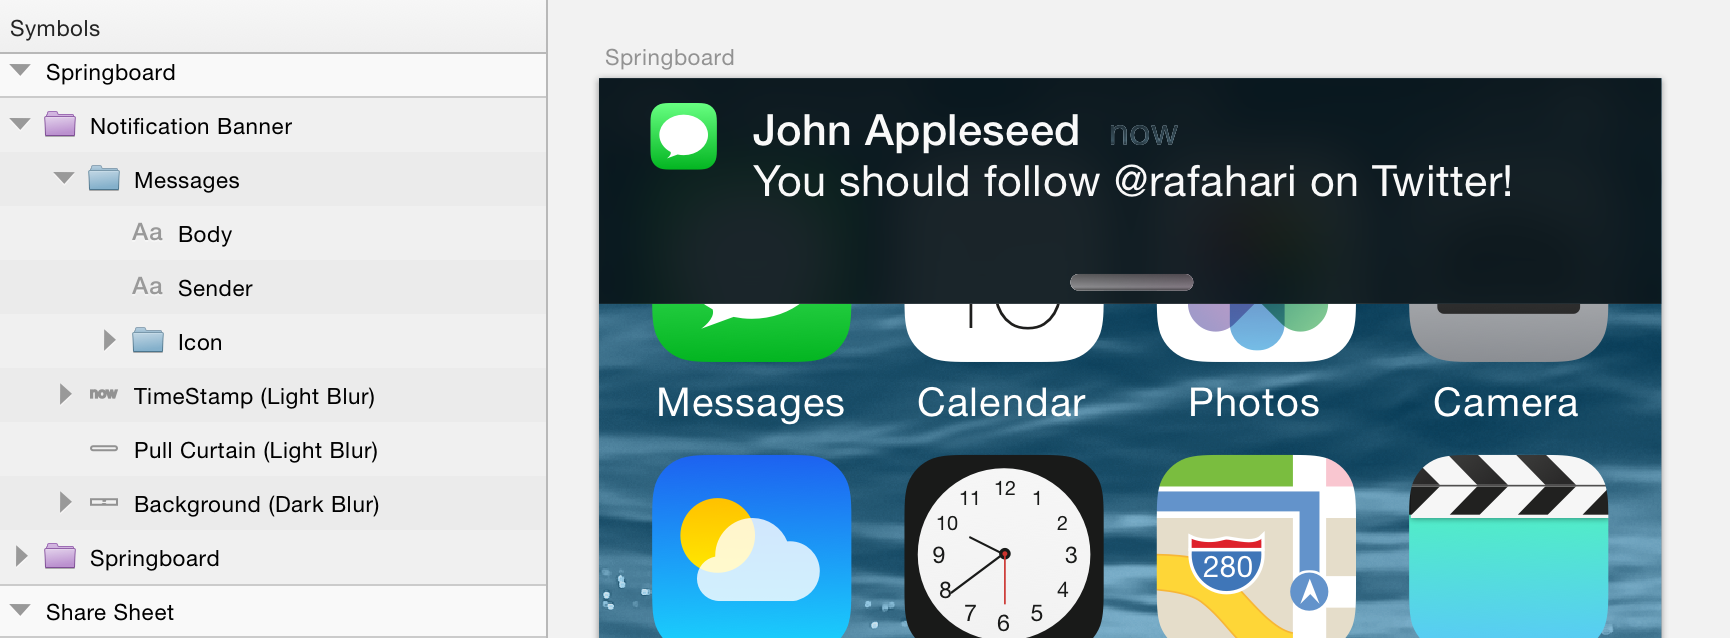 Symbols
Springboard
Notification Banner
Messages
Aa Body
Aa Sender
Icon
now TimeStamp (Light Blur)
Pull Curtain (Light Blur)
Background (Dark Blur)
Springboard
Share Sheet
Springboard
John Appleseed now
You should follow @rafahari on Twitter!
Messages Calendar Photos Camera
12
11 1
10 2
9 3
8 4
7 5
6
280